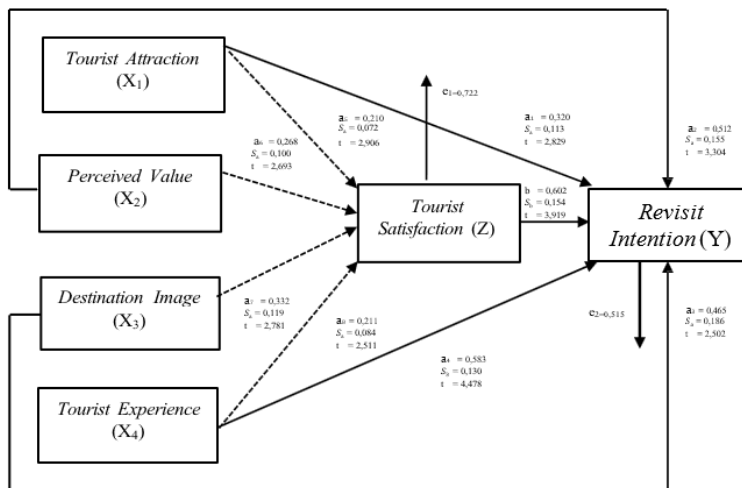 Tourist Attraction
(X₁)
e₁₌₀,₇₂₂
a₅ = 0,210
Sₐ = 0,072
t = 2,906
a₁ = 0,320
Sₐ = 0,113
t = 2,829
a₂ = 0,512
Sₐ = 0,155
t = 3,304
a₆ = 0,268
Sₐ = 0,100
t = 2,693
Perceived Value
(X₂)
Tourist
Satisfaction (Z)
b = 0,602
S_b = 0,154
t = 3,919
Revisit
Intention (Y)
Destination Image
(X₃)
a₇ = 0,332
Sₐ = 0,119
t = 2,781
a₈ = 0,211
Sₐ = 0,084
t = 2,511
e₂₌₀,₅₁₅
a₃ = 0,465
Sₐ = 0,186
t = 2,502
a₄ = 0,583
Sₐ = 0,130
t = 4,478
Tourist Experience
(X₄)